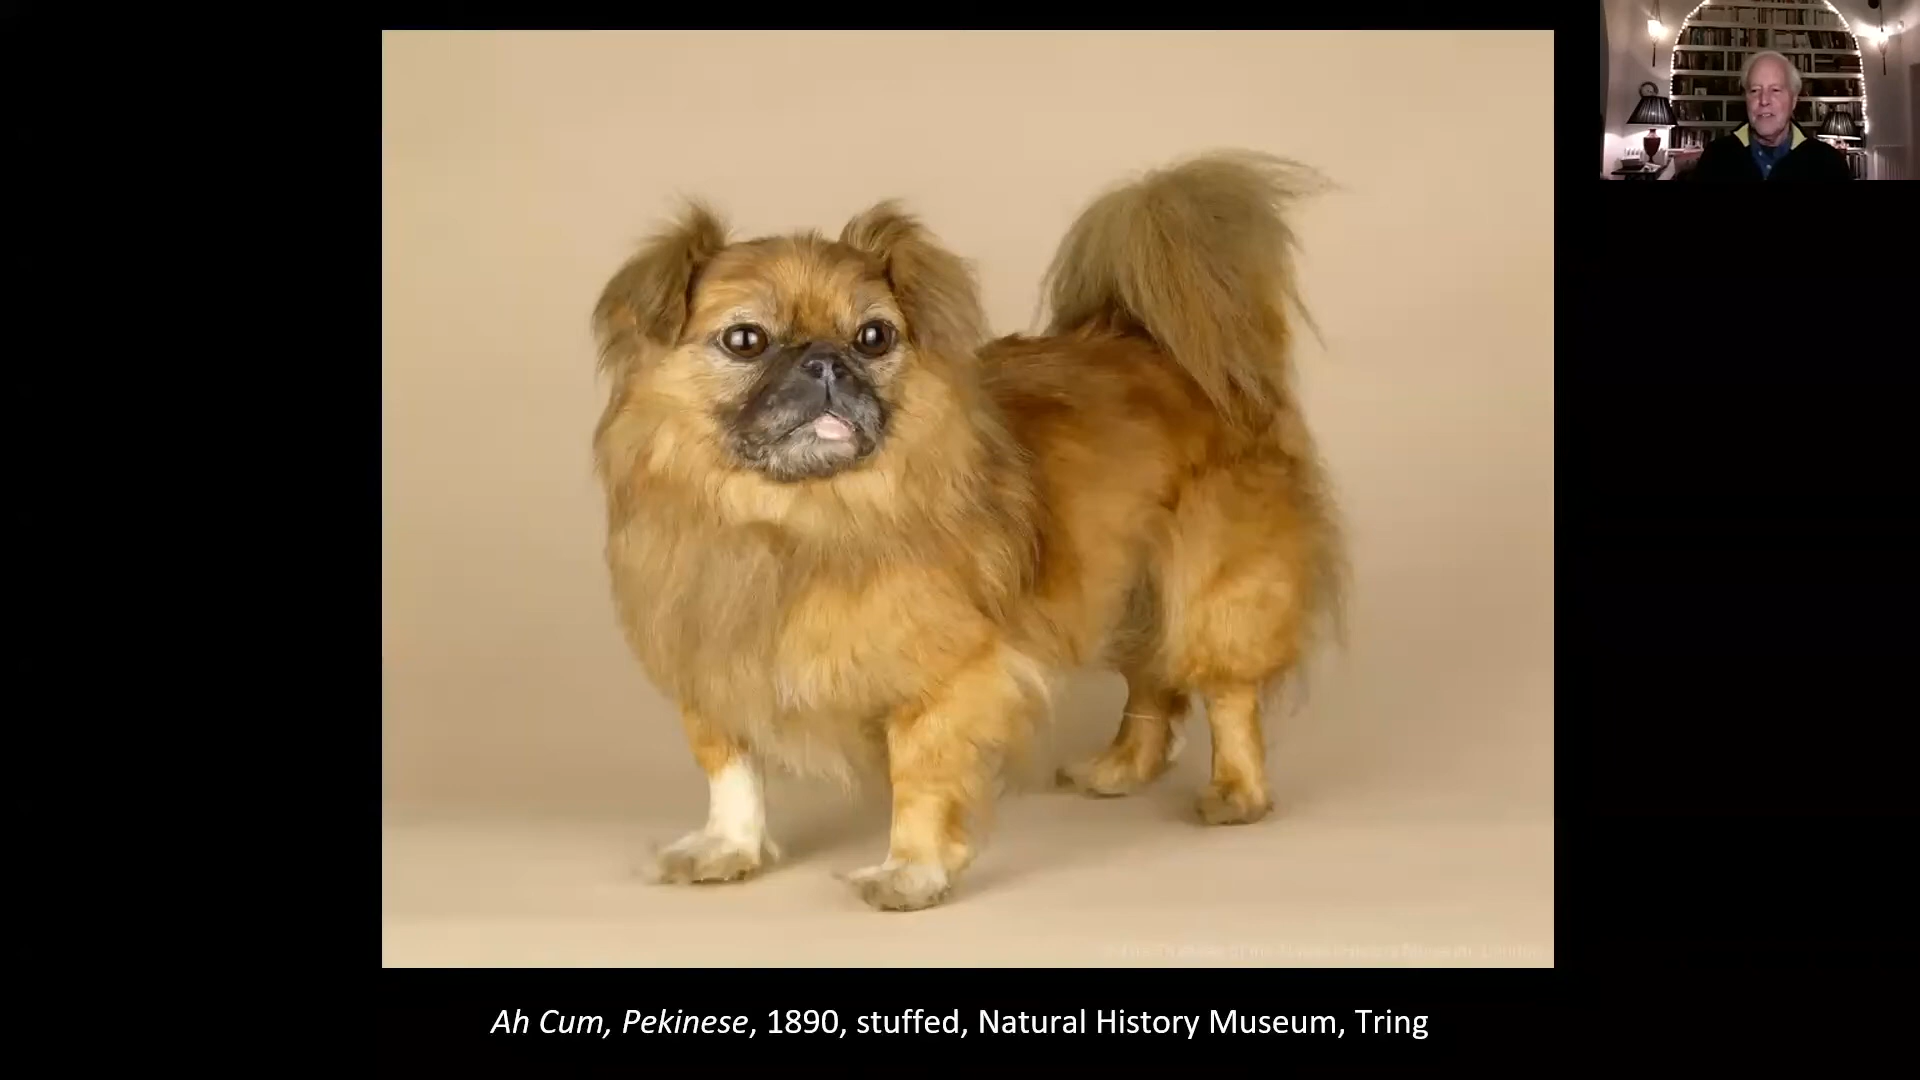 Ah Cum, Pekinese, 1890, stuffed, Natural History Museum, Tring